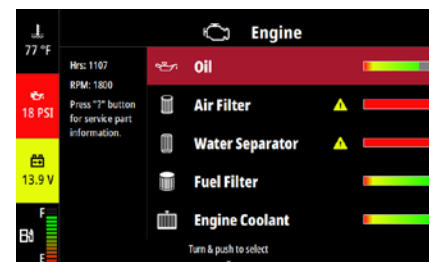 Engine
77 °F
18 PSI
13.9 V
F
E
Hrs: 1107
RPM: 1800
Press "?" button
for service part
information.
Oil
Air Filter
Water Separator
Fuel Filter
Engine Coolant
Turn & push to select